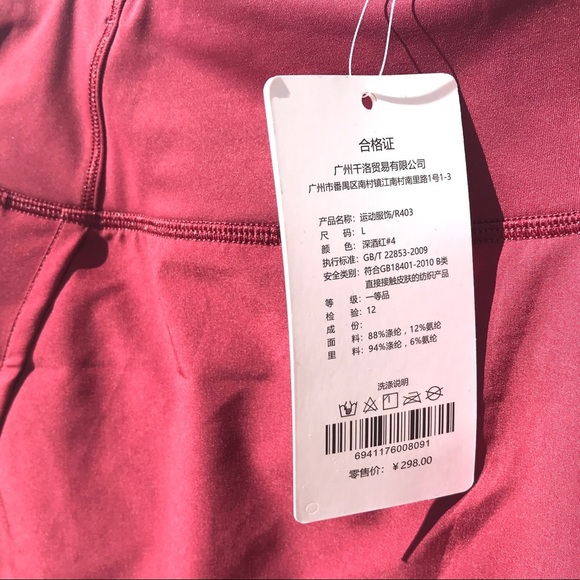 合格证
广州千洛贸易有限公司
广州市番禺区南村镇江南村南里路1号1-3
产品名称：运动服饰/R403
尺　　码：L
颜　　色：深酒红#4
执行标准：GB/T 22853-2009
安全类别：符合GB18401-2010 B类
直接接触皮肤的纺织产品
等　　级：一等品
检　　验：12
成　　份：
面　　料：88%涤纶，12%氨纶
里　　料：94%涤纶，6%氨纶
洗涤说明
6941176008091
零售价：￥298.00